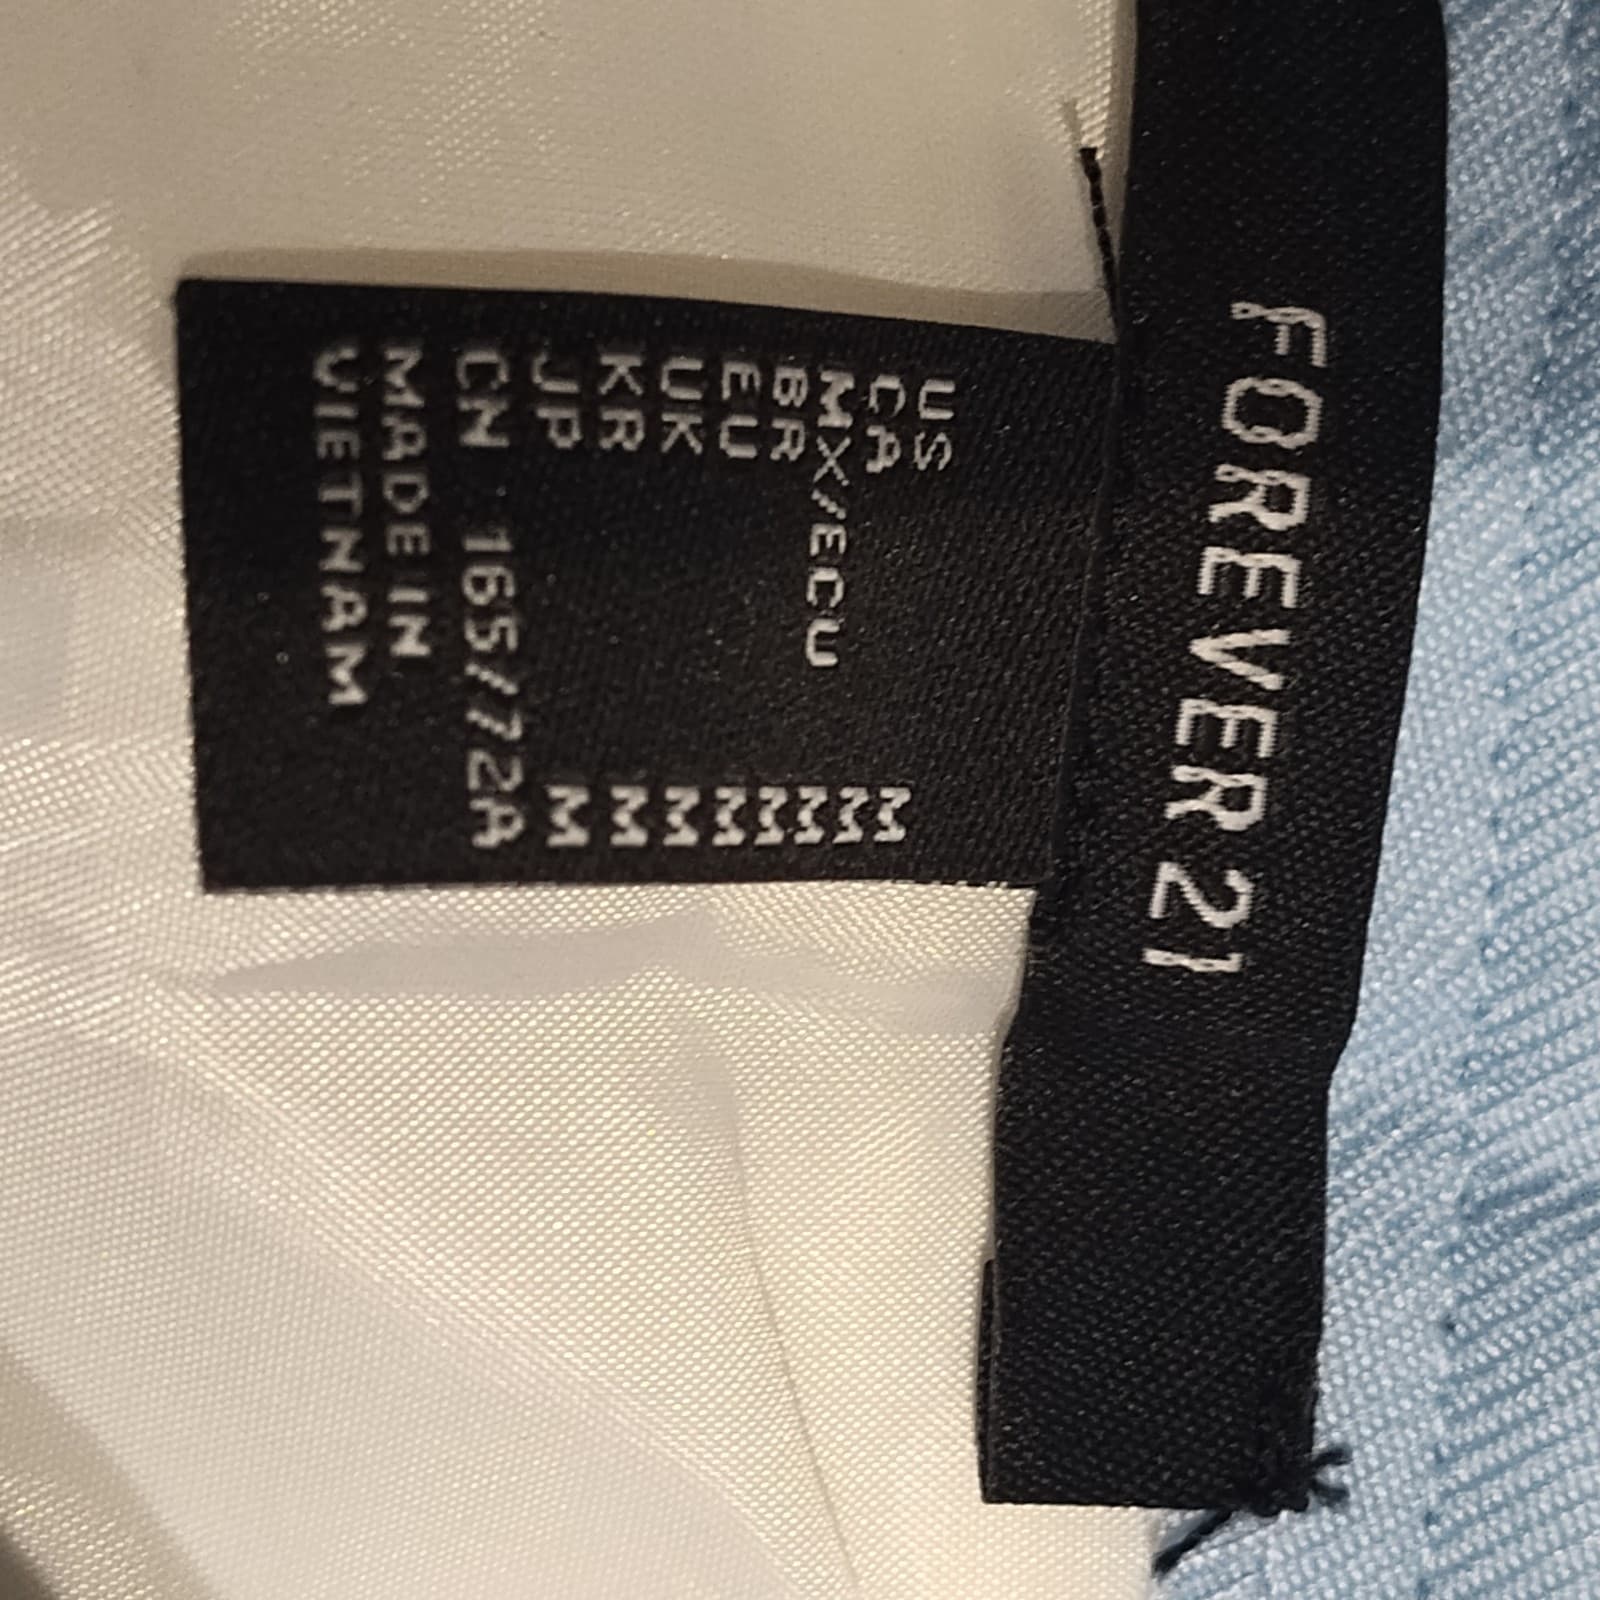 FOREVER 21
US M
CA M
MX/ECU M
BR M
EU M
UK M
KR M
JP M
CN 165/72A
MADE IN
VIETNAM